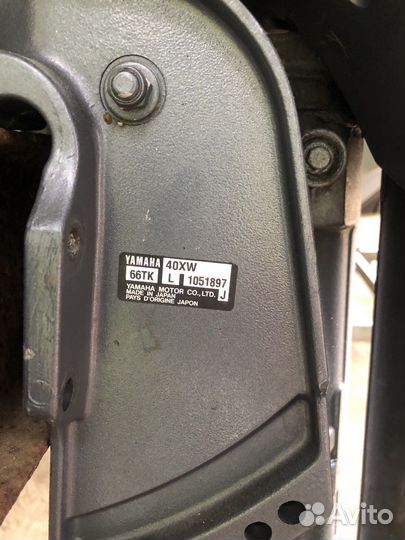 YAMAHA 40XW
66TK L 1051897
YAMAHA MOTOR CO., LTD.
MADE IN JAPAN
PAYS D'ORIGINE JAPON J
Avito